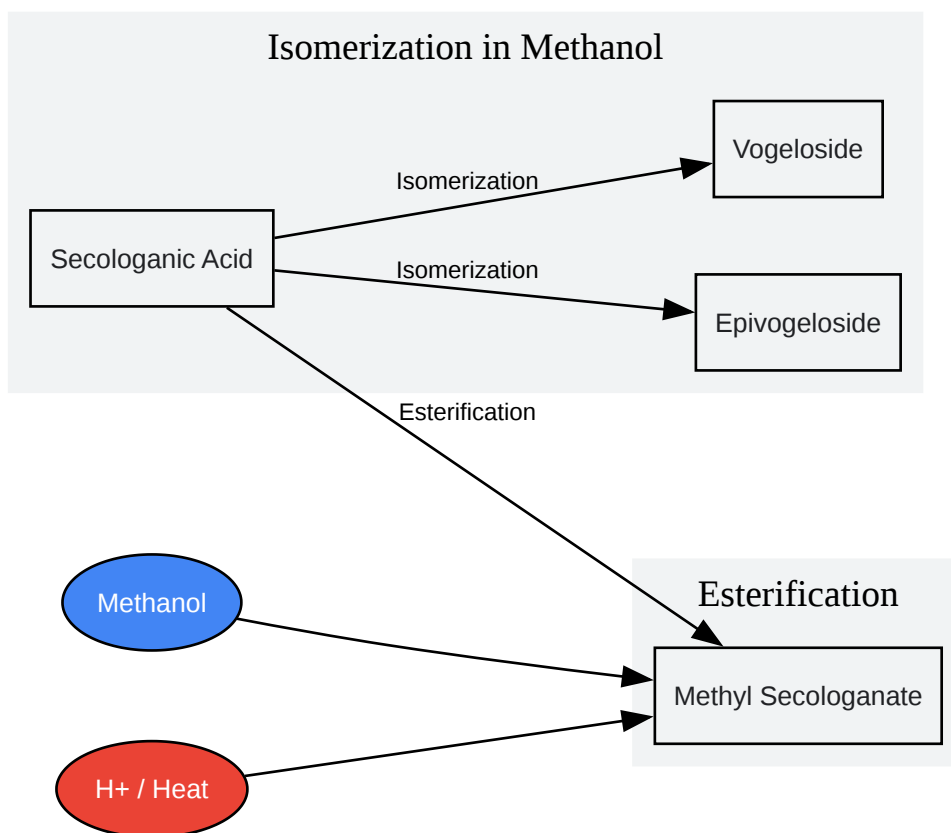 Isomerization in Methanol
Vogeloside
Isomerization
Secologanic Acid
Isomerization
Epivogeloside
Esterification
Methanol
Esterification
Methyl Secologanate
H+ / Heat